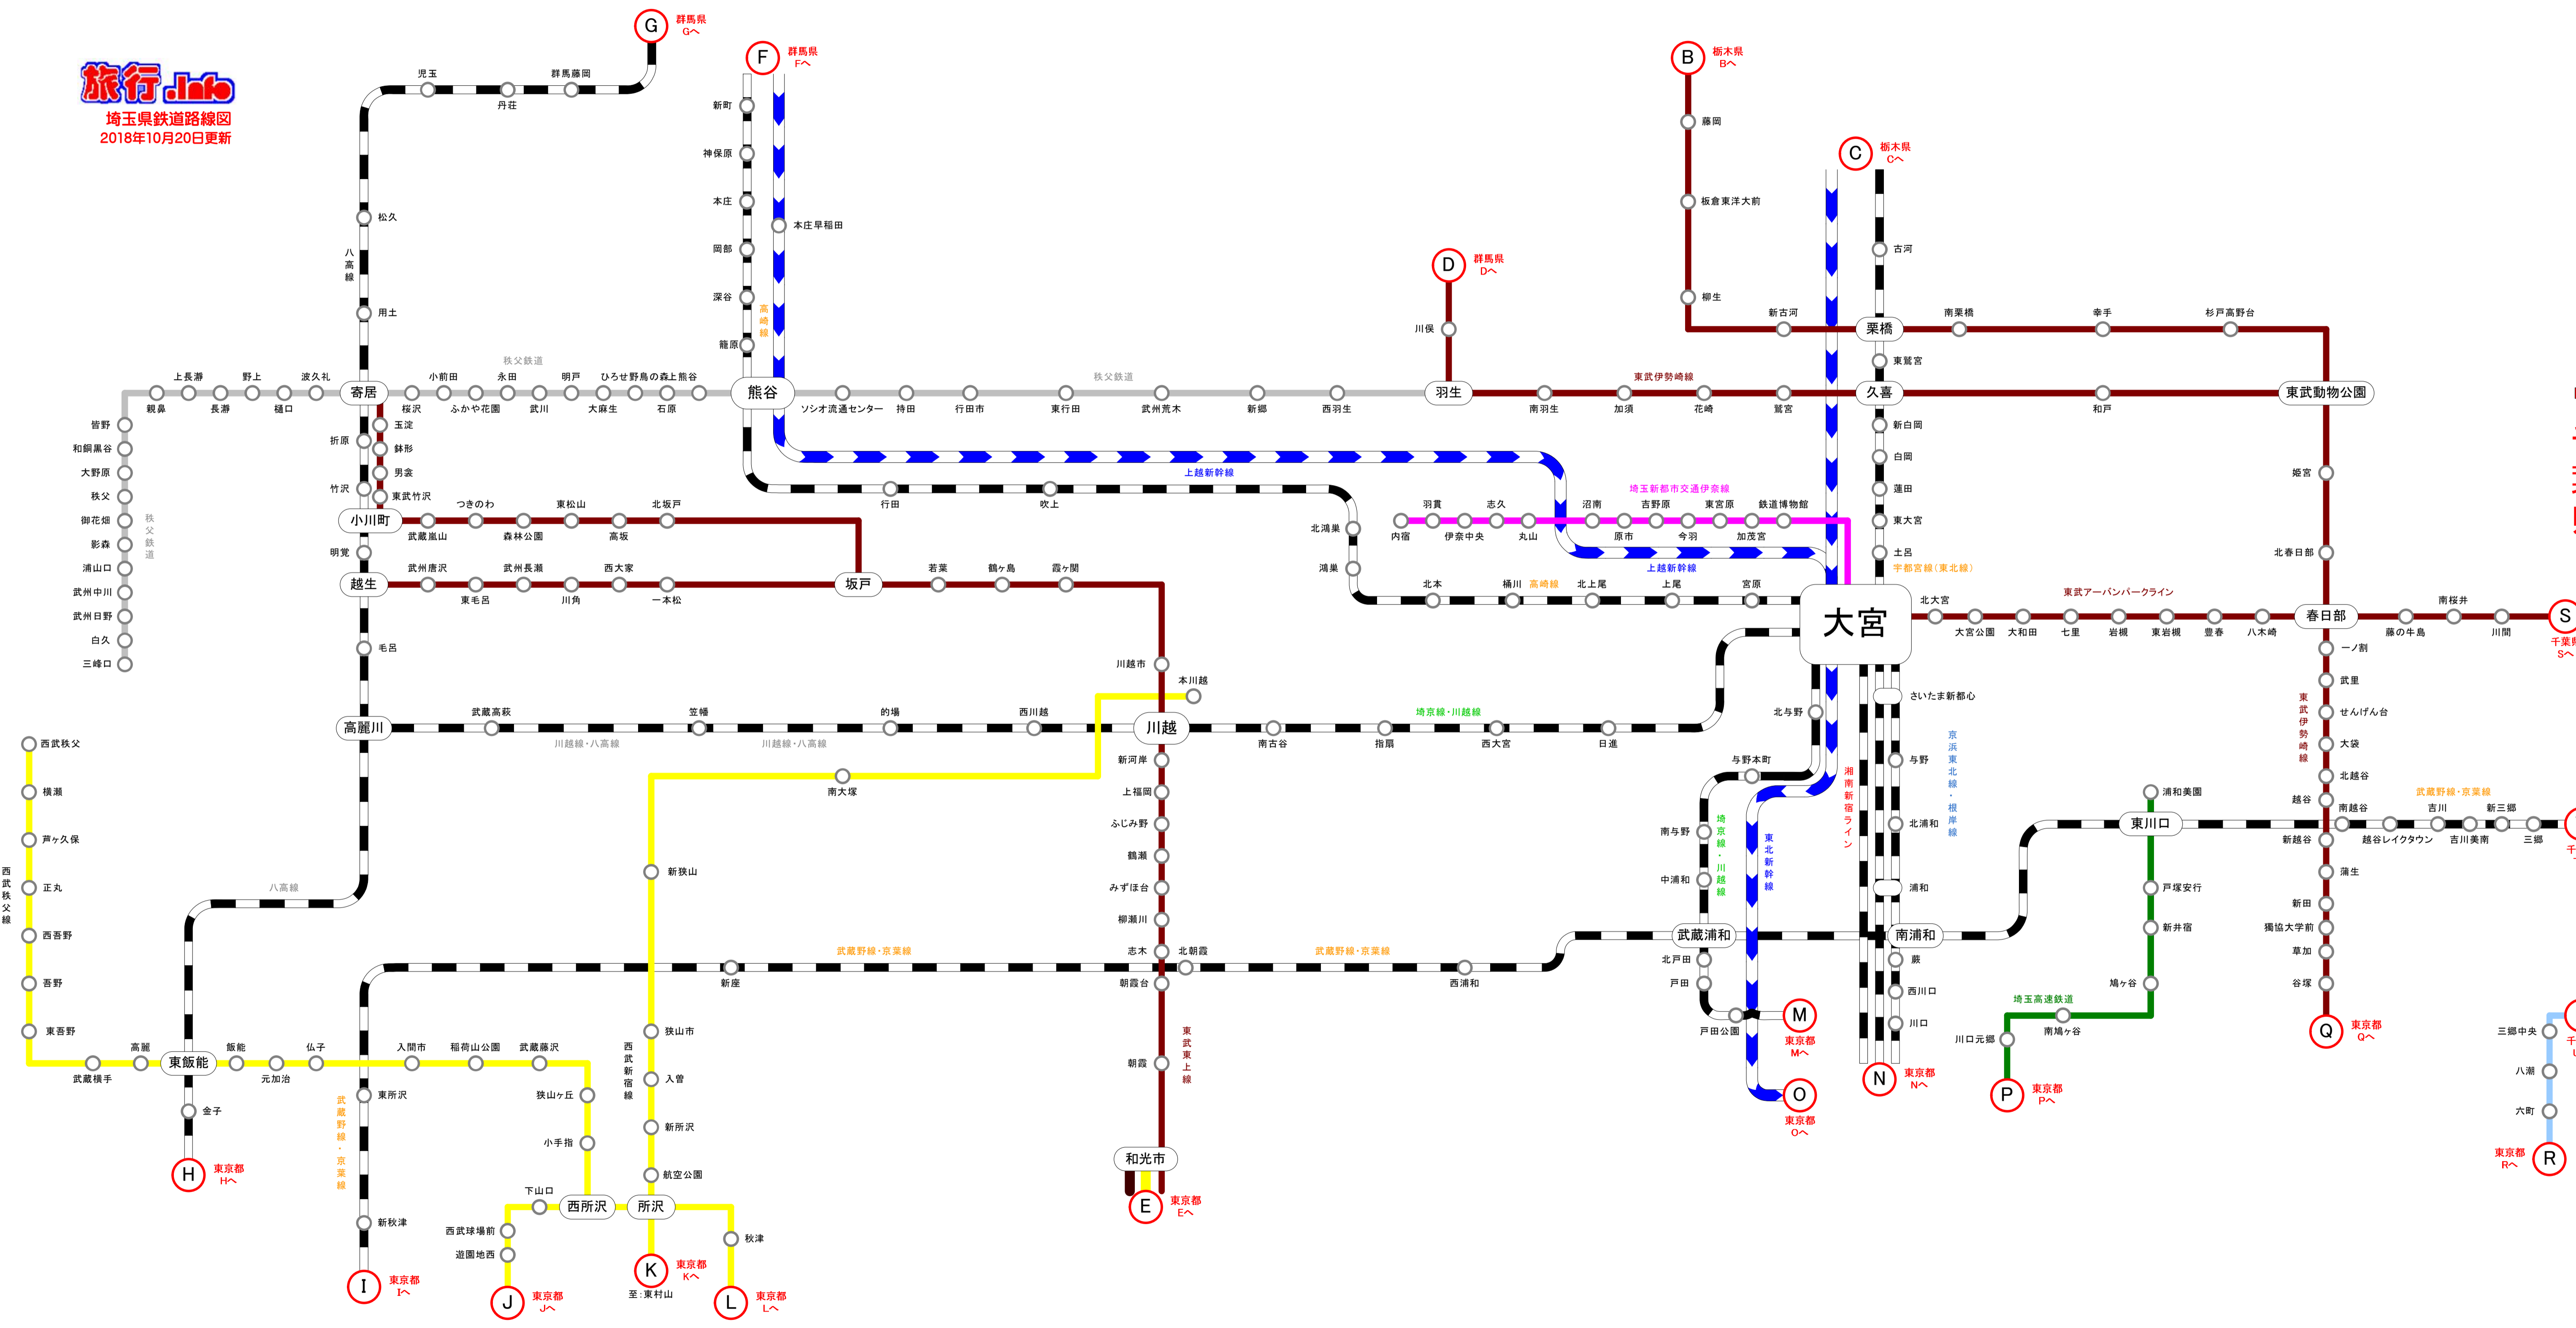 旅行.Info
埼玉県鉄道路線図
2018年10月20日更新
G
群馬県
Gへ
児玉
丹荘
群馬藤岡
松久
八高線
用土
F
群馬県
Fへ
新町
神保原
本庄
岡部
深谷
籠原
高崎線
本庄早稲田
B
栃木県
Bへ
藤岡
板倉東洋大前
柳生
新古河
C
栃木県
Cへ
古河
栗橋
南栗橋
幸手
杉戸高野台
D
群馬県
Dへ
川俣
東鷲宮
秩父鉄道
秩父鉄道
東武伊勢崎線
親鼻
上長瀞
長瀞
野上
樋口
波久礼
寄居
桜沢
小前田
ふかや花園
永田
武川
明戸
大麻生
ひろせ野鳥の森
石原
上熊谷
熊谷
ソシオ流通センター
持田
行田市
東行田
武州荒木
新郷
西羽生
羽生
南羽生
加須
花崎
鷲宮
久喜
和戸
東武動物公園
皆野
和銅黒谷
大野原
秩父
御花畑
影森
浦山口
武州中川
武州日野
白久
三峰口
秩父鉄道
折原
竹沢
玉淀
鉢形
男衾
東武竹沢
小川町
武蔵嵐山
つきのわ
森林公園
東松山
高坂
北坂戸
明覚
越生
武州唐沢
東毛呂
武州長瀬
川角
西大家
一本松
坂戸
若葉
鶴ヶ島
霞ヶ関
毛呂
川越市
本川越
上越新幹線
行田
吹上
北鴻巣
鴻巣
埼玉新都市交通伊奈線
内宿
羽貫
伊奈中央
志久
丸山
沼南
原市
吉野原
今羽
東宮原
加茂宮
鉄道博物館
上越新幹線
北本
桶川
高崎線
北上尾
上尾
宮原
新白岡
白岡
蓮田
東大宮
土呂
宇都宮線(東北線)
大宮
北大宮
大宮公園
大和田
七里
岩槻
東岩槻
豊春
八木崎
東武アーバンパークライン
姫宮
北春日部
春日部
藤の牛島
南桜井
川間
S
千葉県
Sへ
高麗川
武蔵高萩
笠幡
的場
西川越
川越線・八高線
川越線・八高線
川越
埼京線・川越線
南古谷
指扇
西大宮
日進
北与野
与野本町
南与野
中浦和
埼京線・川越線
東北新幹線
湘南新宿ライン
さいたま新都心
与野
北浦和
浦和
京浜東北線・根岸線
一ノ割
武里
せんげん台
大袋
北越谷
越谷
新越谷
蒲生
新田
獨協大学前
草加
谷塚
東武伊勢崎線
Q
東京都
Qへ
武蔵野線・京葉線
南越谷
越谷レイクタウン
吉川
吉川美南
新三郷
三郷
浦和美園
東川口
戸塚安行
新井宿
鳩ヶ谷
埼玉高速鉄道
南鳩ヶ谷
川口元郷
P
東京都
Pへ
西武秩父
横瀬
芦ヶ久保
正丸
西吾野
吾野
東吾野
西武秩父線
八高線
武蔵横手
高麗
東飯能
飯能
元加治
仏子
入間市
稲荷山公園
武蔵藤沢
狭山ヶ丘
小手指
西所沢
下山口
西武球場前
遊園地西
金子
H
東京都
Hへ
東所沢
武蔵野線・京葉線
新秋津
I
東京都
Iへ
J
東京都
Jへ
南大塚
新狭山
狭山市
西武新宿線
入曽
新所沢
航空公園
所沢
秋津
K
東京都
Kへ
至:東村山
L
東京都
Lへ
武蔵野線・京葉線
武蔵野線・京葉線
新座
新河岸
上福岡
ふじみ野
鶴瀬
みずほ台
柳瀬川
志木
北朝霞
朝霞台
西浦和
東武東上線
朝霞
和光市
E
東京都
Eへ
武蔵浦和
南浦和
北戸田
戸田
戸田公園
M
東京都
Mへ
O
東京都
Oへ
蕨
西川口
川口
N
東京都
Nへ
三郷中央
八潮
六町
R
東京都
Rへ